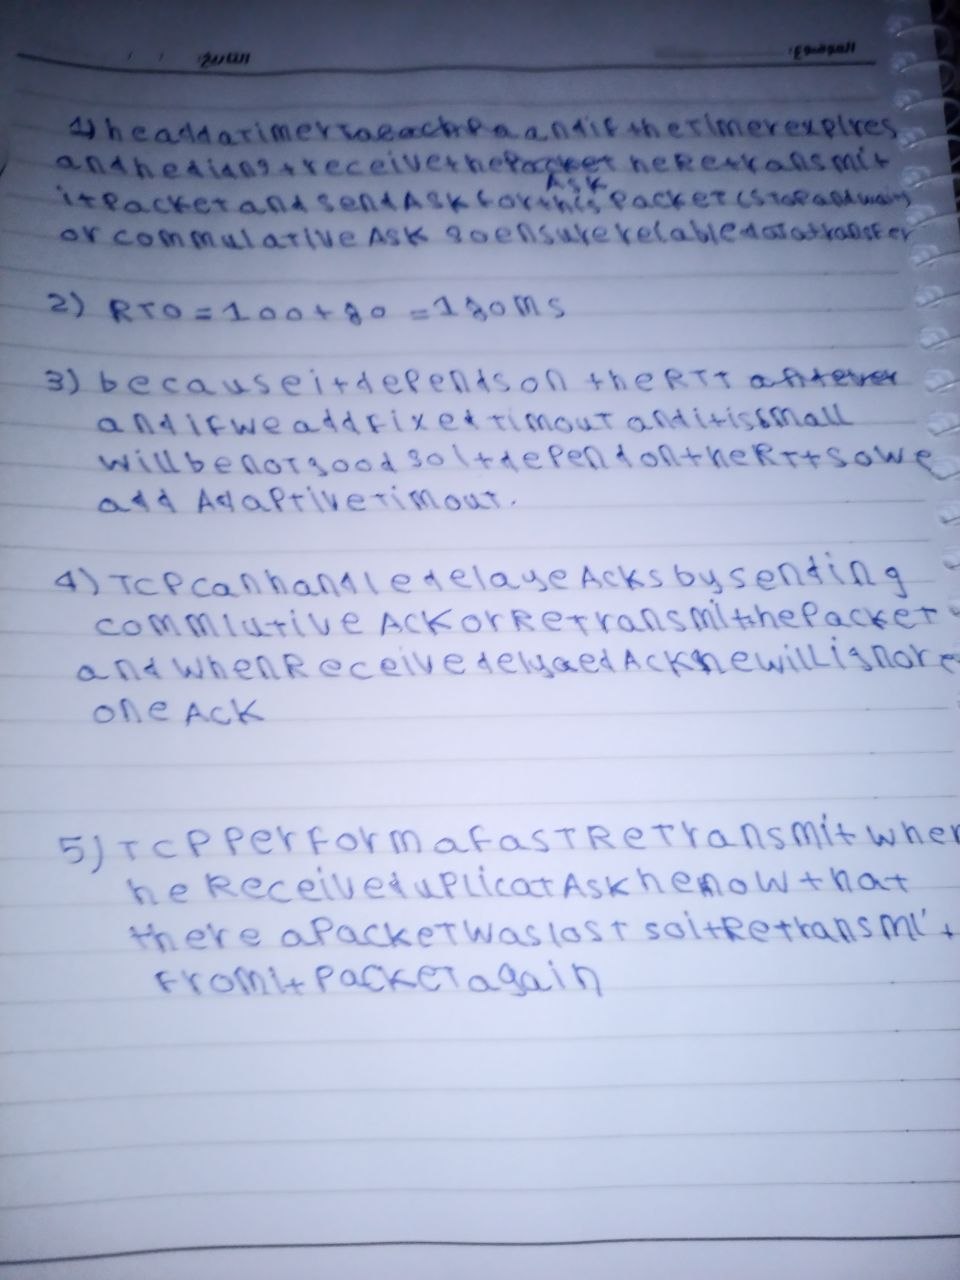 الموضوع: التاريخ: / /
1) he add a timer to each Pa and if the timer expires
and he didn't receive the Packet he Retransmit
it Packet and send Ask for this Ask Packet (stop and wait)
or commulative Ask so ensure reliable data transfer
2) RTO = 100 + 80 = 180 ms
3) because it depends on the RTT
and if we add fixed timout and it is small
will be not good so it depend on the RTT so we
add Adaptive timout.
4) TCP can handle delaye Acks by sending
commlutive ACK or Retransmit the Packet
and when Receive delyaed Ack he will ignore
one ACK
5) TCP Perform a fast ReTransmit when
he Receive duplicat Ask he now that
there a Packet was lost so it Retransmit
from it Packet again